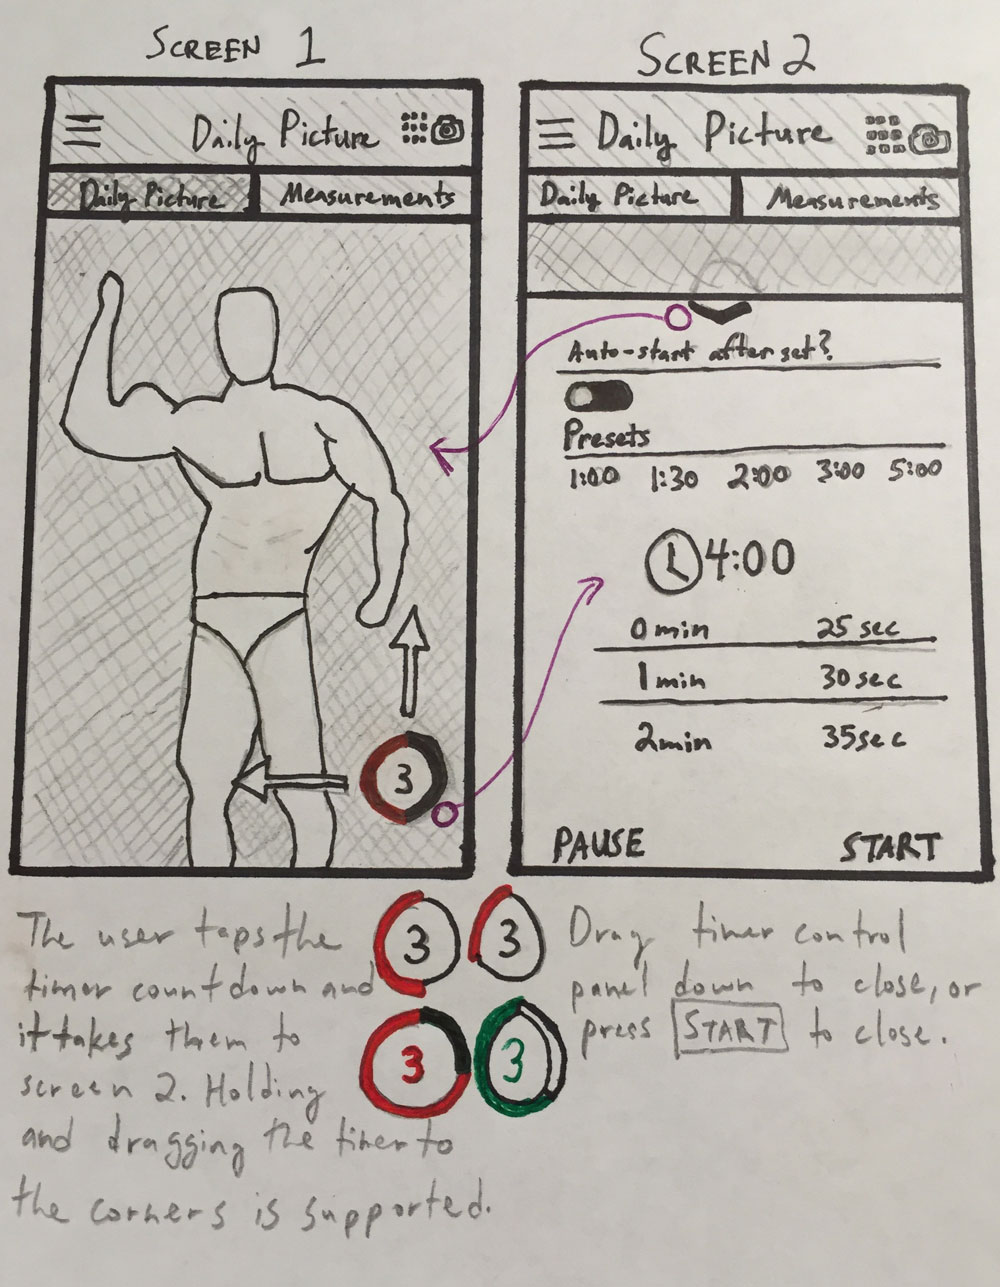 SCREEN 1
Daily Picture
Daily Picture Measurements
3
SCREEN 2
Daily Picture
Daily Picture Measurements
Auto-start after set?
Presets
1:00 1:30 2:00 3:00 5:00
4:00
0 min 25 sec
1 min 30 sec
2 min 35 sec
PAUSE START
The user taps the
timer countdown and
it takes them to
screen 2. Holding
and dragging the timer to
the corners is supported.
3 3
3 3
Drag timer control
panel down to close, or
press START to close.